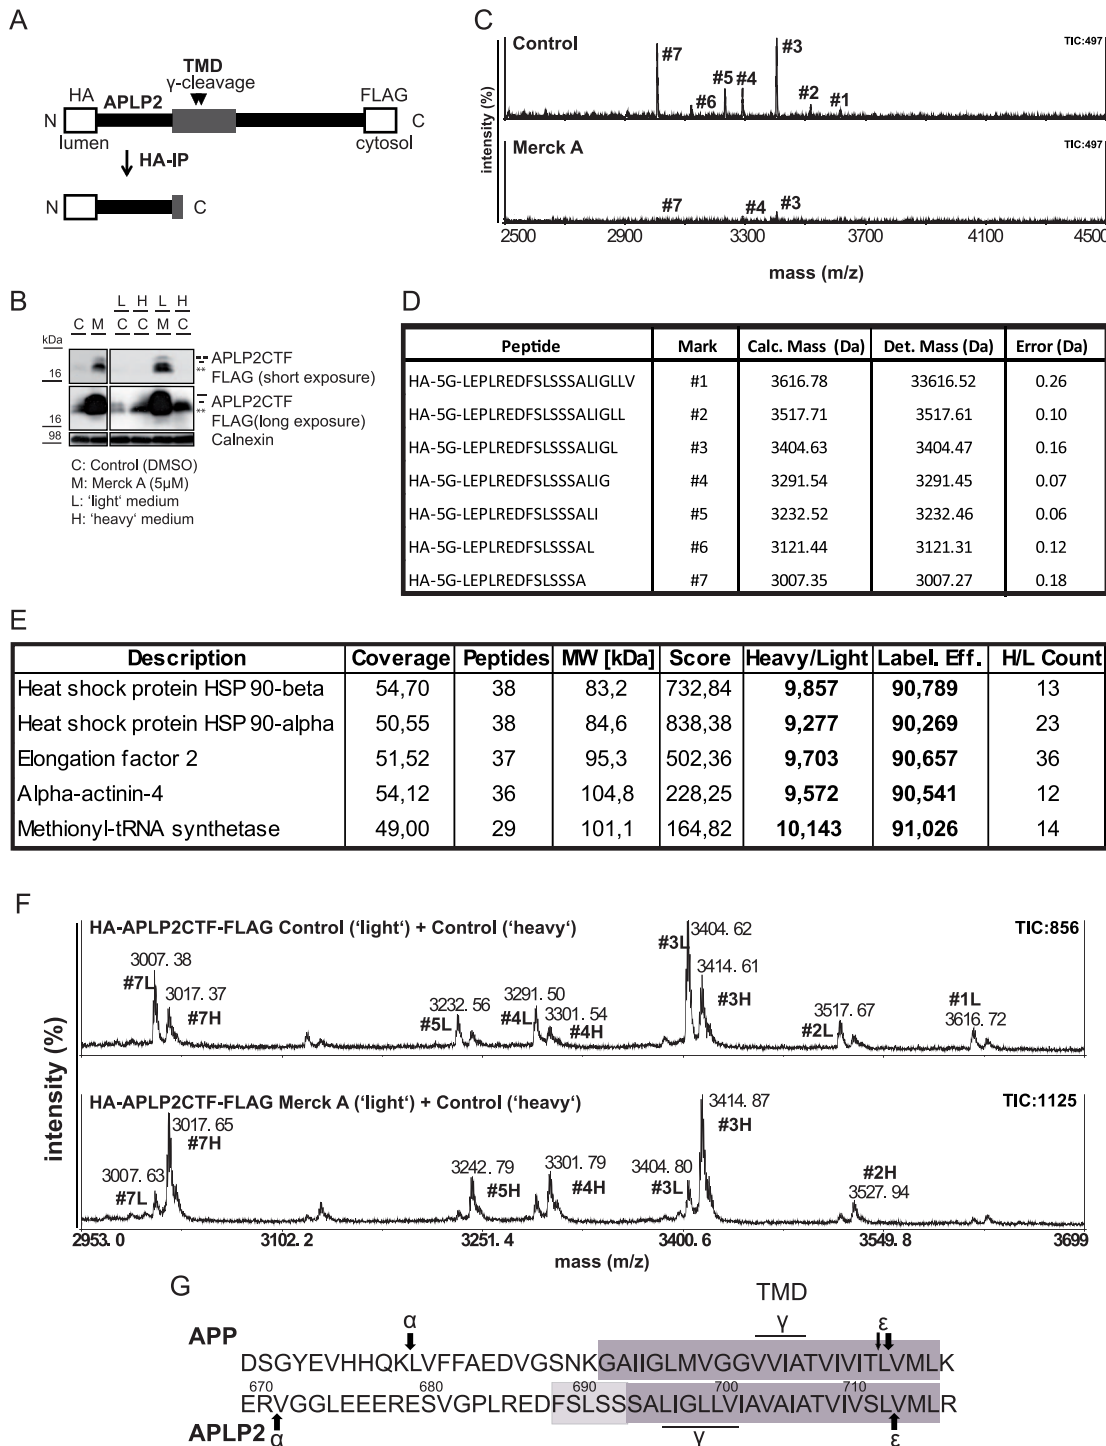 A
TMD
γ-cleavage
HA
APLP2
FLAG
N
C
lumen
cytosol
HA-IP
N
C
B
L H L H
C M C C M C
kDa
16
APLP2CTF
**
FLAG (short exposure)
16
APLP2CTF
**
FLAG(long exposure)
98
Calnexin
C: Control (DMSO)
M: Merck A (5µM)
L: 'light' medium
H: 'heavy' medium
C
Control
TIC:497
#7
#6
#5
#4
#3
#2
#1
Merck A
TIC:497
#7
#4
#3
intensity (%)
2500 2900 3300 3700 4100 4500
mass (m/z)
D
Peptide Mark Calc. Mass (Da) Det. Mass (Da) Error (Da)
HA-5G-LEPLREDFSLSSSALIGLLV #1 3616.78 33616.52 0.26
HA-5G-LEPLREDFSLSSSALIGLL #2 3517.71 3517.61 0.10
HA-5G-LEPLREDFSLSSSALIGL #3 3404.63 3404.47 0.16
HA-5G-LEPLREDFSLSSSALIG #4 3291.54 3291.45 0.07
HA-5G-LEPLREDFSLSSSALI #5 3232.52 3232.46 0.06
HA-5G-LEPLREDFSLSSSAL #6 3121.44 3121.31 0.12
HA-5G-LEPLREDFSLSSSA #7 3007.35 3007.27 0.18
E
Description Coverage Peptides MW [kDa] Score Heavy/Light Label. Eff. H/L Count
Heat shock protein HSP 90-beta 54,70 38 83,2 732,84 9,857 90,789 13
Heat shock protein HSP 90-alpha 50,55 38 84,6 838,38 9,277 90,269 23
Elongation factor 2 51,52 37 95,3 502,36 9,703 90,657 36
Alpha-actinin-4 54,12 36 104,8 228,25 9,572 90,541 12
Methionyl-tRNA synthetase 49,00 29 101,1 164,82 10,143 91,026 14
F
HA-APLP2CTF-FLAG Control ('light') + Control ('heavy')
TIC:856
3007. 38
#7L
3017. 37
#7H
3232. 56
#5L
3291. 50
#4L
3301. 54
#4H
3404. 62
#3L
3414. 61
#3H
3517. 67
#2L
#1L
3616. 72
HA-APLP2CTF-FLAG Merck A ('light') + Control ('heavy')
TIC:1125
3007. 63
#7L
3017. 65
#7H
3242. 79
#5H
3301. 79
#4H
3404. 80
#3L
3414. 87
#3H
#2H
3527. 94
intensity (%)
2953. 0 3102. 2 3251. 4 3400. 6 3549. 8 3699
mass (m/z)
G
TMD
α γ ε
APP
DSGYEVHHQKLVFFAEDVGSNKGAIIGLMVGGVVIATVIVITLVMLK
670 680 690 700 710
ERVGGLEEERESVGPLREDFSLSSSALIGLLVIAVAIATVIVSLVMLR
APLP2
α γ ε